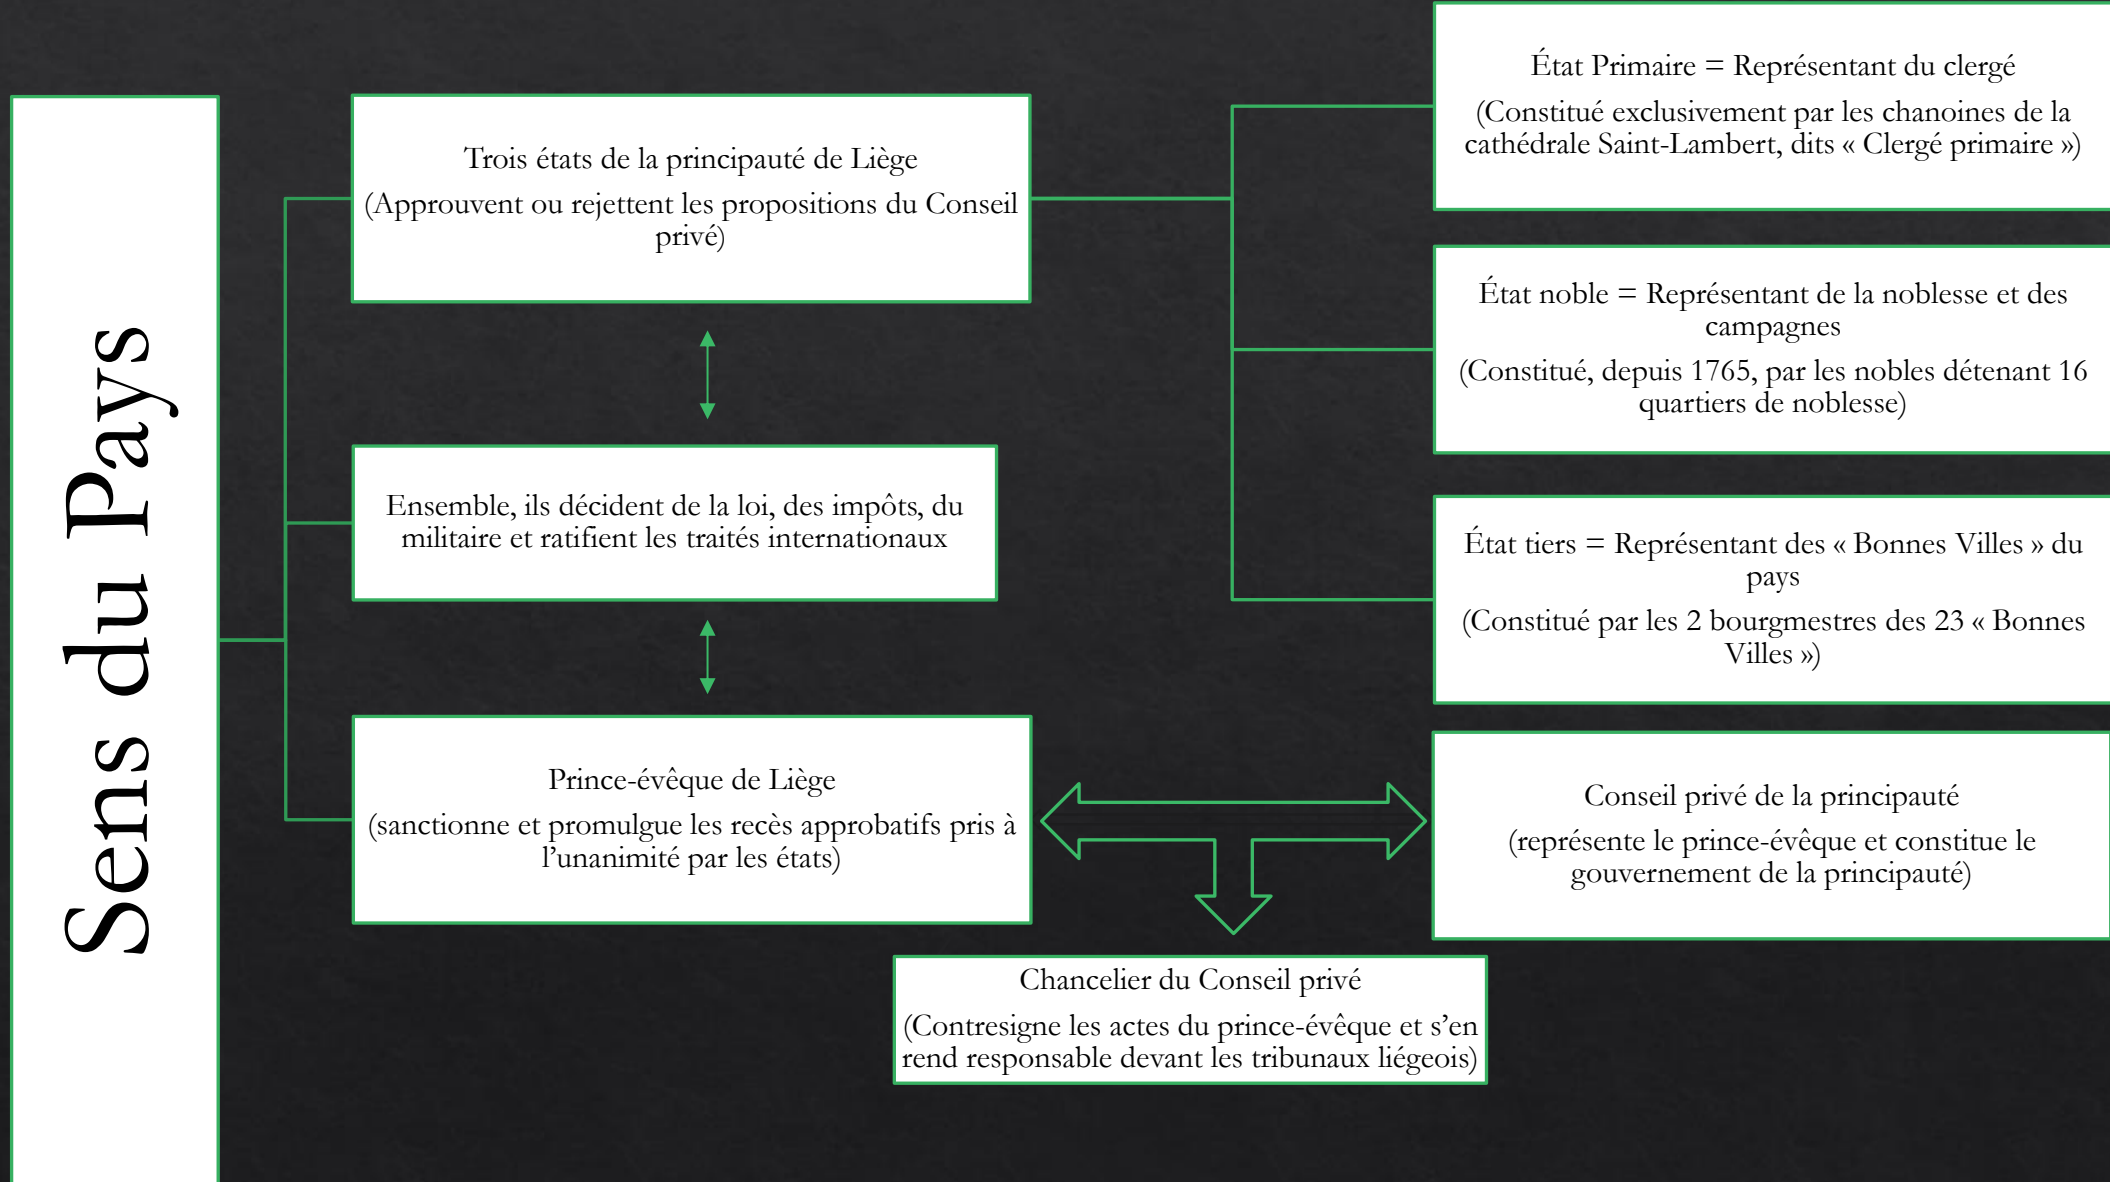 Sens du Pays
Trois états de la principauté de Liège
(Approuvent ou rejettent les propositions du Conseil
privé)
Ensemble, ils décident de la loi, des impôts, du
militaire et ratifient les traités internationaux
Prince-évêque de Liège
(sanctionne et promulgue les recès approbatifs pris à
l’unanimité par les états)
État Primaire = Représentant du clergé
(Constitué exclusivement par les chanoines de la
cathédrale Saint-Lambert, dits « Clergé primaire »)
État noble = Représentant de la noblesse et des
campagnes
(Constitué, depuis 1765, par les nobles détenant 16
quartiers de noblesse)
État tiers = Représentant des « Bonnes Villes » du
pays
(Constitué par les 2 bourgmestres des 23 « Bonnes
Villes »)
Conseil privé de la principauté
(représente le prince-évêque et constitue le
gouvernement de la principauté)
Chancelier du Conseil privé
(Contresigne les actes du prince-évêque et s’en
rend responsable devant les tribunaux liégeois)